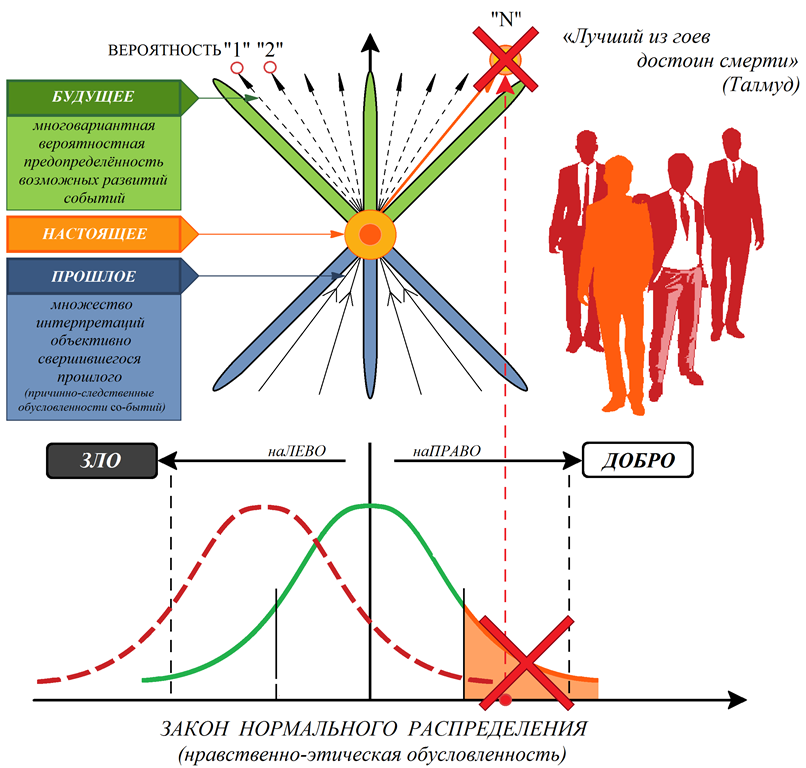 "N"
ВЕРОЯТНОСТЬ "1" "2"
«Лучший из гоев
достоин смерти»
(Талмуд)
БУДУЩЕЕ
многовариантная
вероятностная
предопределённость
возможных развитий
событий
НАСТОЯЩЕЕ
ПРОШЛОЕ
множество
интерпретаций
объективно
свершившегося
прошлого
(причинно-следственные
обусловленности со-бытий)
ЗЛО
наЛЕВО
наПРАВО
ДОБРО
ЗАКОН НОРМАЛЬНОГО РАСПРЕДЕЛЕНИЯ
(нравственно-этическая обусловленность)